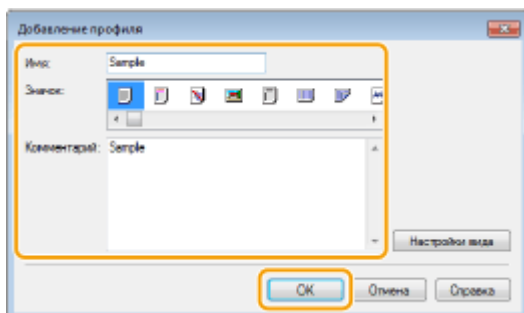 Добавление профиля
Имя: Sample
Значок:
Комментарий: Sample
Настройки вида
OK Отмена Справка